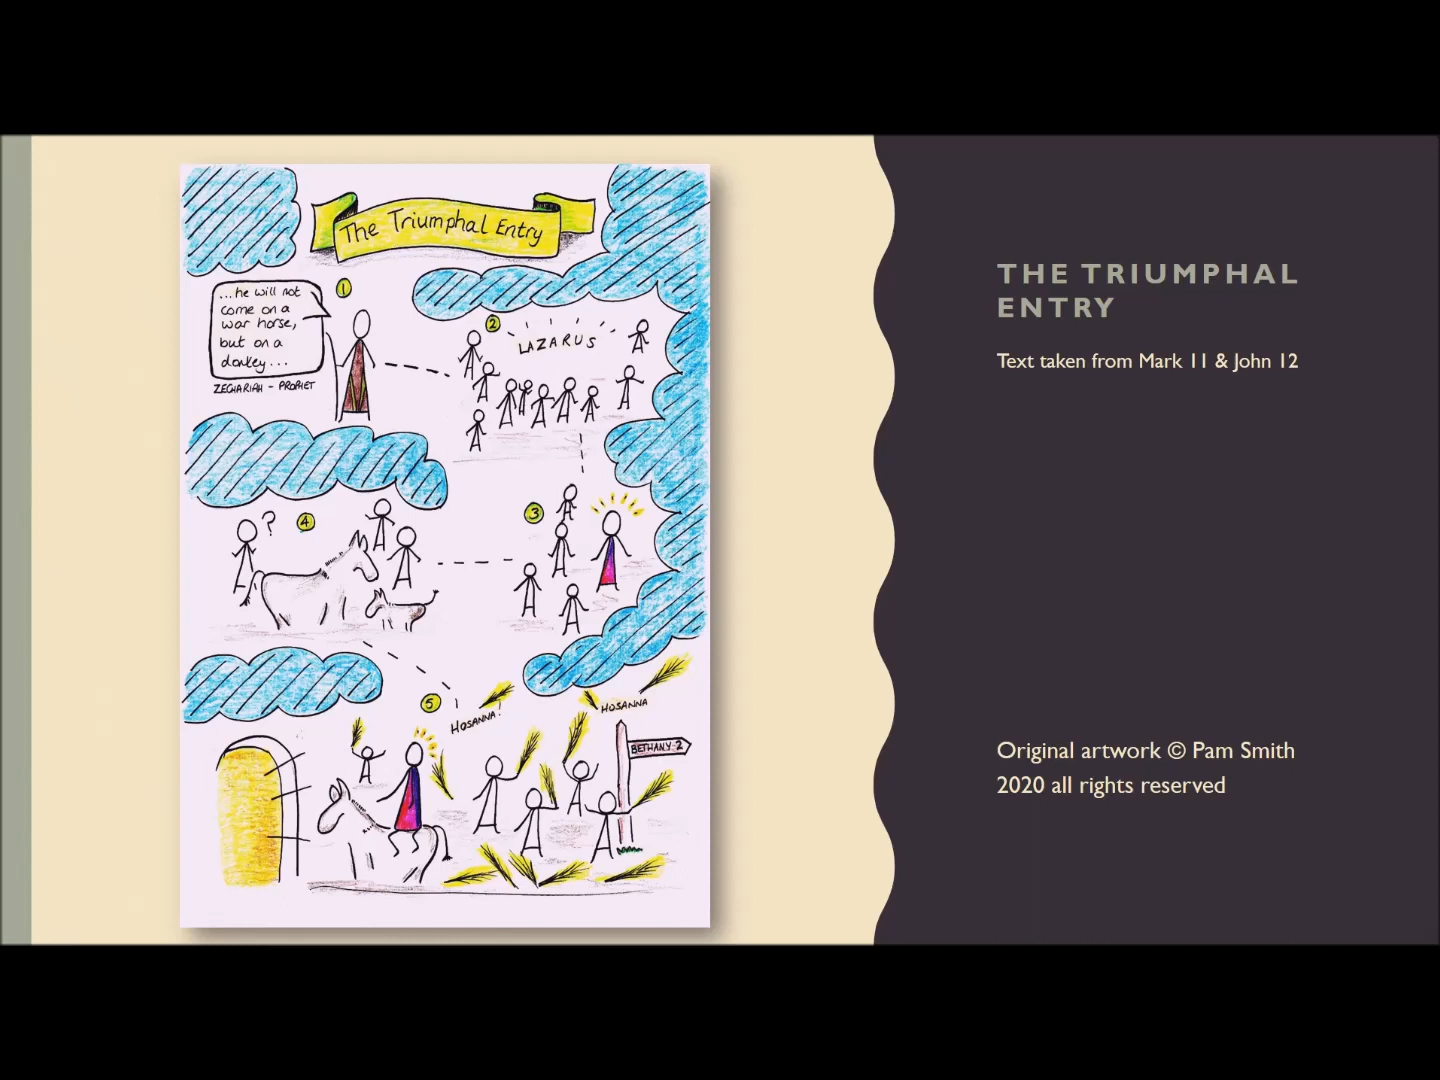 The Triumphal Entry
1
...he will not
come on a
war horse,
but on a
donkey...
ZECHARIAH - PROPHET
2
LAZARUS
3
4
?
5
HOSANNA!
HOSANNA
BETHANY 2
THE TRIUMPHAL
ENTRY
Text taken from Mark 11 & John 12
Original artwork © Pam Smith
2020 all rights reserved